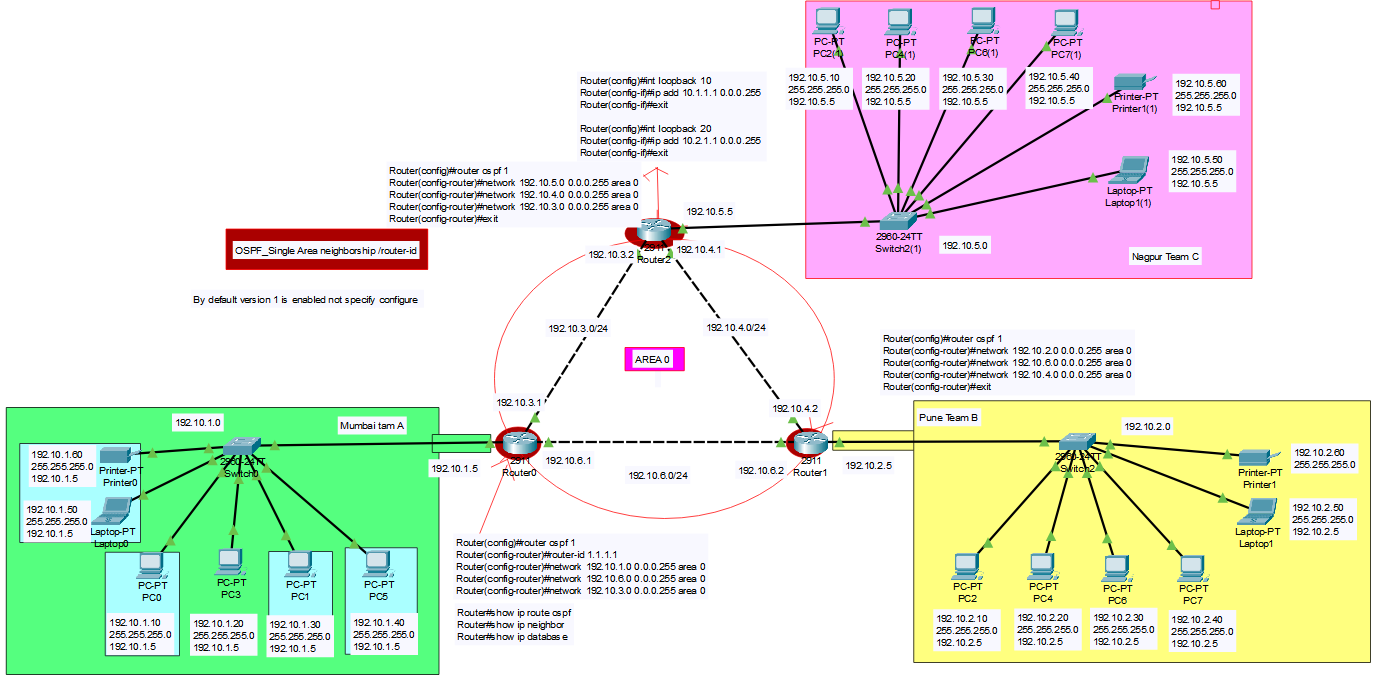 PC-PT
PC2(1)
PC-PT
PC4(1)
PC-PT
PC6(1)
PC-PT
PC7(1)
192.10.5.10
255.255.255.0
192.10.5.5
192.10.5.20
255.255.255.0
192.10.5.5
192.10.5.30
255.255.255.0
192.10.5.5
192.10.5.40
255.255.255.0
192.10.5.5
Printer-PT
Printer1(1)
192.10.5.60
255.255.255.0
192.10.5.5
Laptop-PT
Laptop1(1)
192.10.5.50
255.255.255.0
192.10.5.5
2960-24TT
Switch2(1)
192.10.5.0
Nagpur Team C
Router(config)#int loopback 10
Router(config-if)#ip add 10.1.1.1 0.0.0.255
Router(config-if)#exit
Router(config)#int loopback 20
Router(config-if)#ip add 10.2.1.1 0.0.0.255
Router(config-if)#exit
Router(config)#router ospf 1
Router(config-router)#network 192.10.5.0 0.0.0.255 area 0
Router(config-router)#network 192.10.4.0 0.0.0.255 area 0
Router(config-router)#network 192.10.3.0 0.0.0.255 area 0
Router(config-router)#exit
192.10.5.5
OSPF_Single Area neighborship /router-id
192.10.3.2
2911
Router2
192.10.4.1
By default version 1 is enabled not specify configure
192.10.3.0/24
192.10.4.0/24
AREA 0
Router(config)#router ospf 1
Router(config-router)#network 192.10.2.0 0.0.0.255 area 0
Router(config-router)#network 192.10.6.0 0.0.0.255 area 0
Router(config-router)#network 192.10.4.0 0.0.0.255 area 0
Router(config-router)#exit
192.10.3.1
192.10.4.2
192.10.1.0
Mumbai tam A
192.10.1.60
255.255.255.0
192.10.1.5
Printer-PT
Printer0
2960-24TT
Switch0
192.10.1.50
255.255.255.0
192.10.1.5
Laptop-PT
Laptop0
192.10.1.5
2911
Router0
192.10.6.1
192.10.6.0/24
192.10.6.2
2911
Router1
192.10.2.5
Pune Team B
192.10.2.0
2960-24TT
Switch2
Printer-PT
Printer1
192.10.2.60
255.255.255.0
Laptop-PT
Laptop1
192.10.2.50
255.255.255.0
192.10.2.5
PC-PT
PC0
PC-PT
PC3
PC-PT
PC1
PC-PT
PC5
192.10.1.10
255.255.255.0
192.10.1.5
192.10.1.20
255.255.255.0
192.10.1.5
192.10.1.30
255.255.255.0
192.10.1.5
192.10.1.40
255.255.255.0
192.10.1.5
Router(config)#router ospf 1
Router(config-router)#router-id 1.1.1.1
Router(config-router)#network 192.10.1.0 0.0.0.255 area 0
Router(config-router)#network 192.10.6.0 0.0.0.255 area 0
Router(config-router)#network 192.10.3.0 0.0.0.255 area 0
Router#show ip route ospf
Router#show ip neighbor
Router#show ip database
PC-PT
PC2
PC-PT
PC4
PC-PT
PC6
PC-PT
PC7
192.10.2.10
255.255.255.0
192.10.2.5
192.10.2.20
255.255.255.0
192.10.2.5
192.10.2.30
255.255.255.0
192.10.2.5
192.10.2.40
255.255.255.0
192.10.2.5